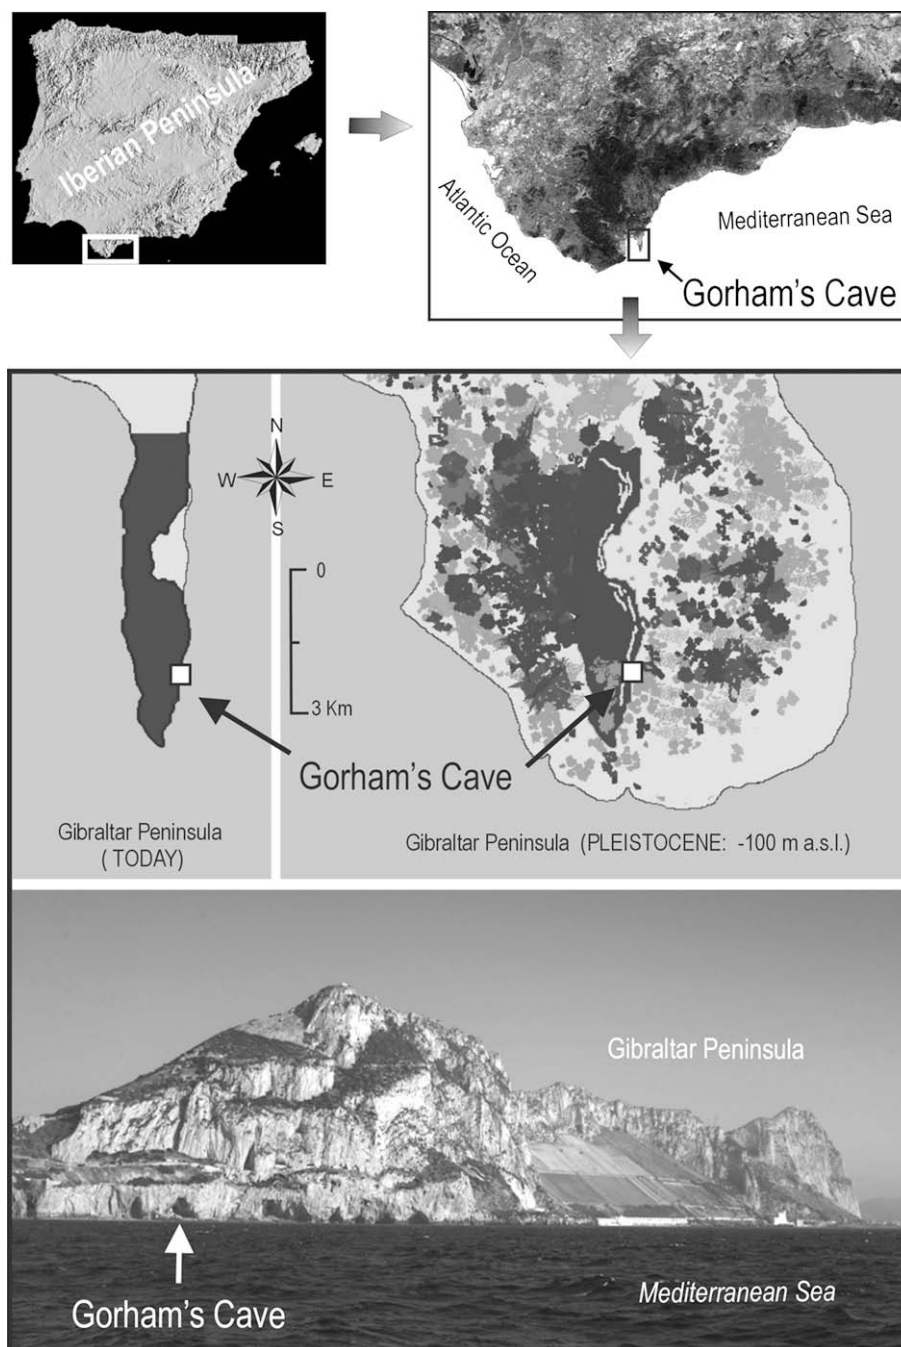 Iberian Peninsula
Atlantic Ocean
Mediterranean Sea
Gorham's Cave
N
W
E
S
0
3 Km
Gorham's Cave
Gibraltar Peninsula
( TODAY)
Gibraltar Peninsula (PLEISTOCENE: -100 m a.s.l.)
Gibraltar Peninsula
Gorham's Cave
Mediterranean Sea